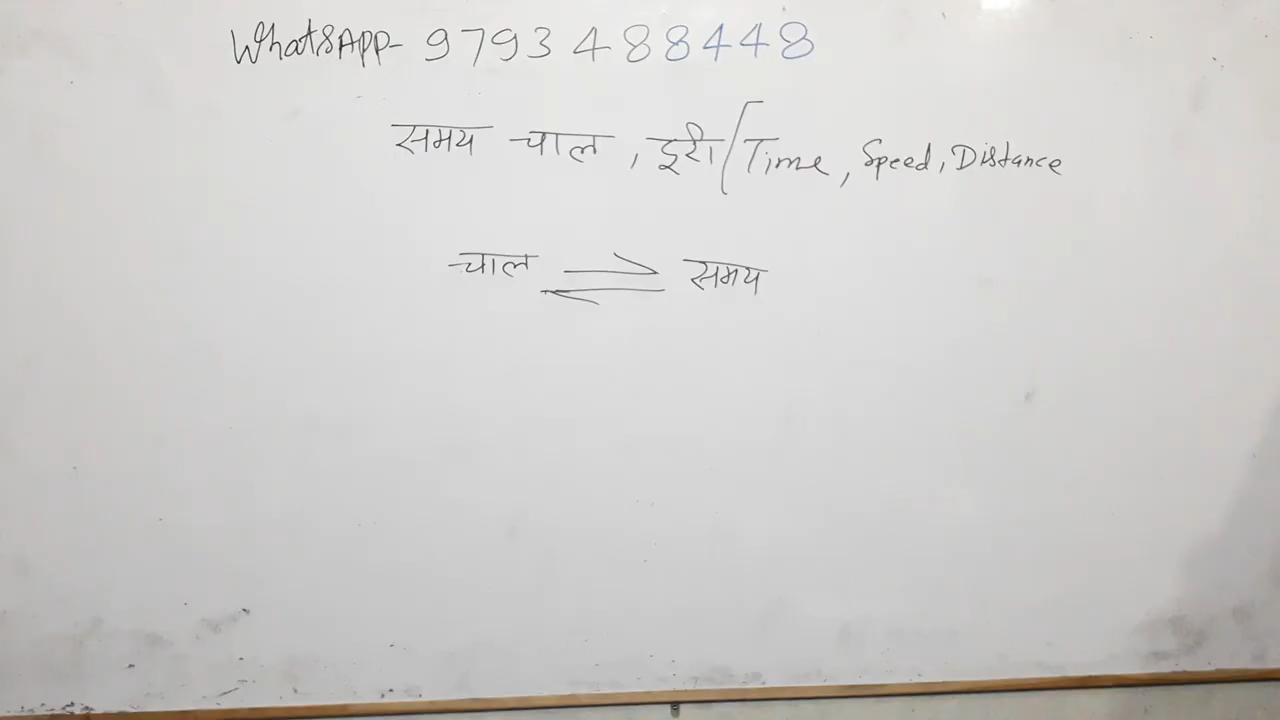 WhatsApp- 9793488448
समय चाल, दूरी/Time, Speed, Distance
चाल ⇌ समय